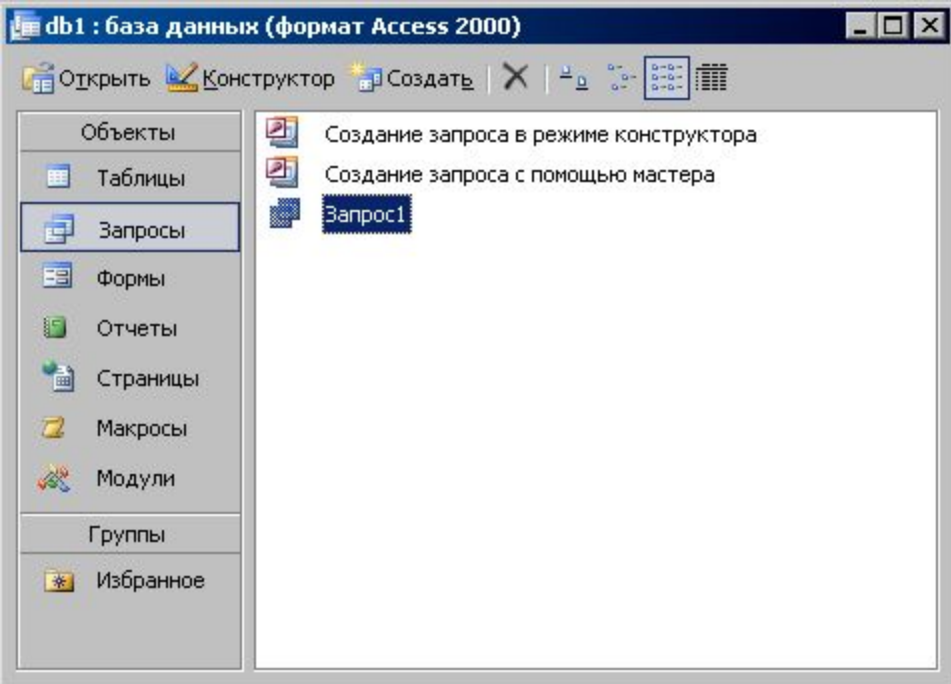 db1 : база данных (формат Access 2000)
Открыть Конструктор Создать
Объекты
Таблицы
Запросы
Формы
Отчеты
Страницы
Макросы
Модули
Группы
Избранное
Создание запроса в режиме конструктора
Создание запроса с помощью мастера
Запрос1